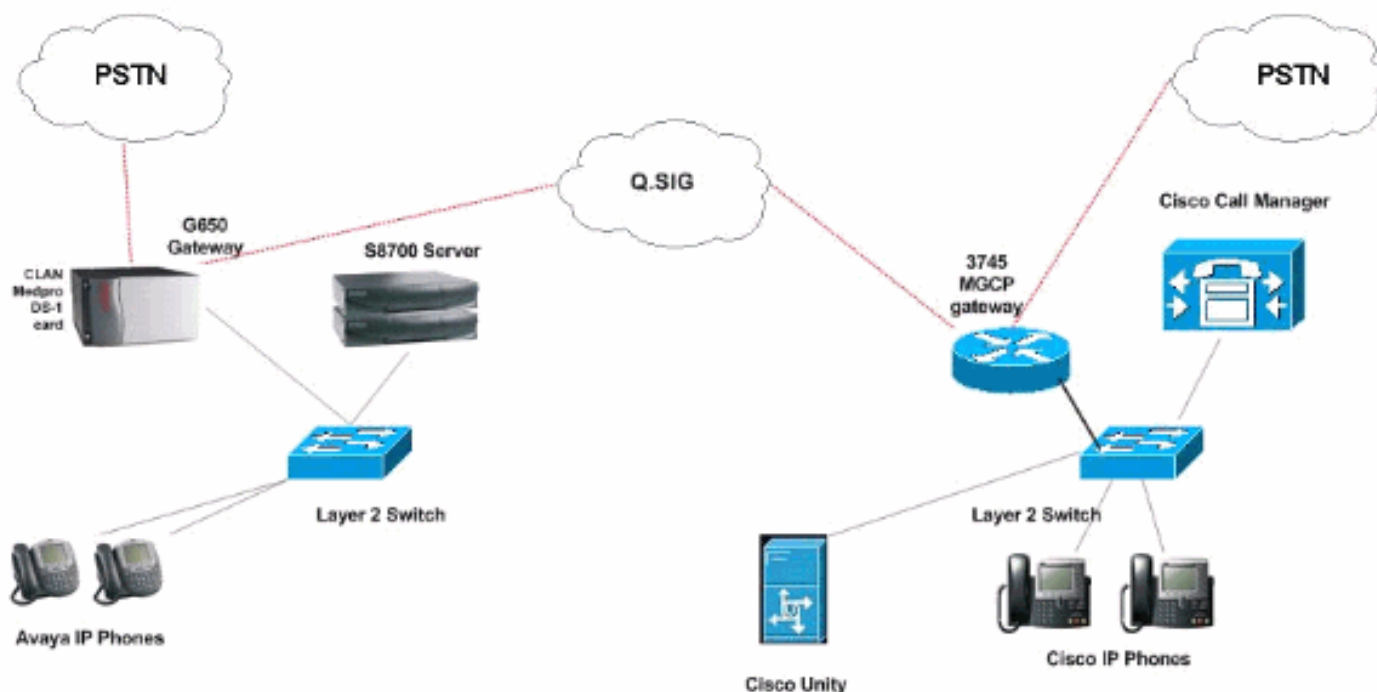 PSTN
PSTN
Q.SIG
Cisco Call Manager
G650
Gateway
S8700 Server
3745
MGCP
gateway
CLAN
Medpro
DS-1
card
Layer 2 Switch
Layer 2 Switch
Avaya IP Phones
Cisco IP Phones
Cisco Unity